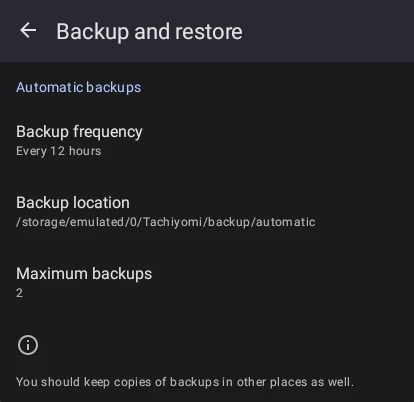 Backup and restore
Automatic backups
Backup frequency
Every 12 hours
Backup location
/storage/emulated/0/Tachiyomi/backup/automatic
Maximum backups
2
You should keep copies of backups in other places as well.